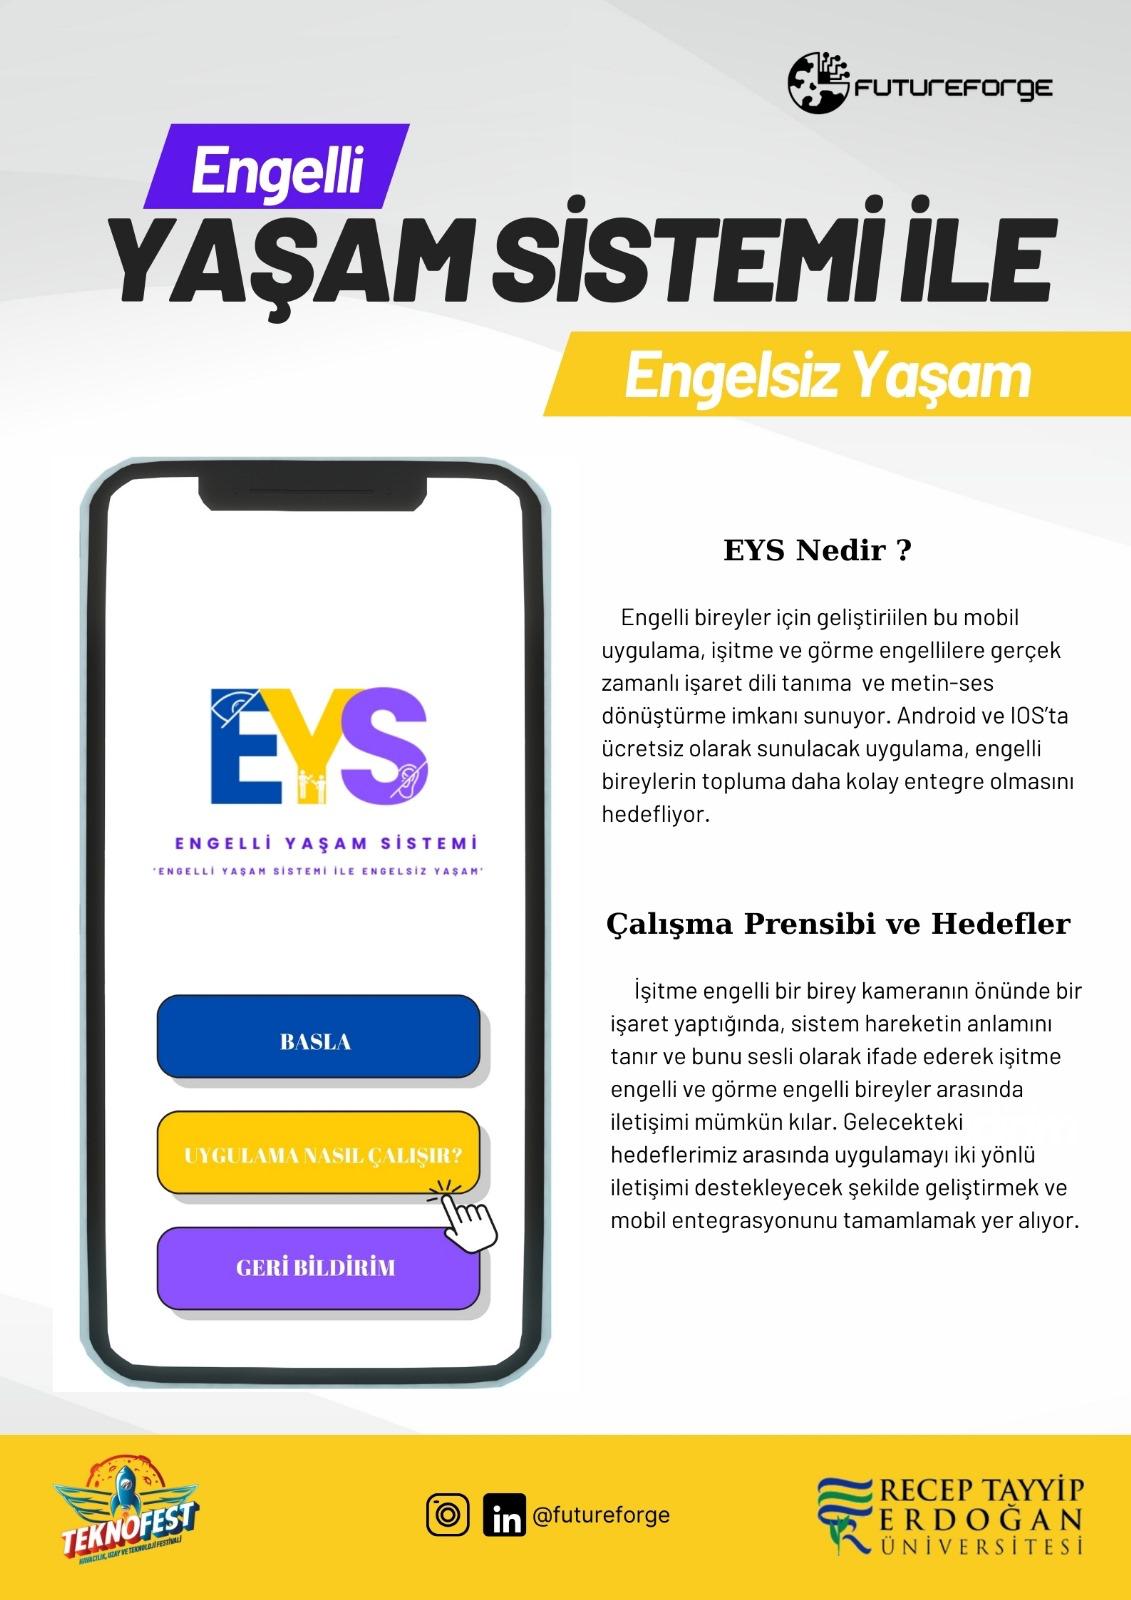 FUTUREFORGE
Engelli
YAŞAM SİSTEMİ İLE
Engelsiz Yaşam
EYS
ENGELLİ YAŞAM SİSTEMİ
"ENGELLİ YAŞAM SİSTEMİ İLE ENGELSİZ YAŞAM"
BASLA
UYGULAMA NASIL ÇALIŞIR?
GERİ BİLDİRİM
EYS Nedir ?
Engelli bireyler için geliştiriilen bu mobil
uygulama, işitme ve görme engellilere gerçek
zamanlı işaret dili tanıma ve metin-ses
dönüştürme imkanı sunuyor. Android ve IOS’ta
ücretsiz olarak sunulacak uygulama, engelli
bireylerin topluma daha kolay entegre olmasını
hedefliyor.
Çalışma Prensibi ve Hedefler
İşitme engelli bir birey kameranın önünde bir
işaret yaptığında, sistem hareketin anlamını
tanır ve bunu sesli olarak ifade ederek işitme
engelli ve görme engelli bireyler arasında
iletişimi mümkün kılar. Gelecekteki
hedeflerimiz arasında uygulamayı iki yönlü
iletişimi destekleyecek şekilde geliştirmek ve
mobil entegrasyonunu tamamlamak yer alıyor.
TEKNOFEST
HAVACILIK, UZAY VE TEKNOLOJİ FESTİVALİ
in @futureforge
RECEP TAYYİP
ERDOĞAN
ÜNİVERSİTESİ